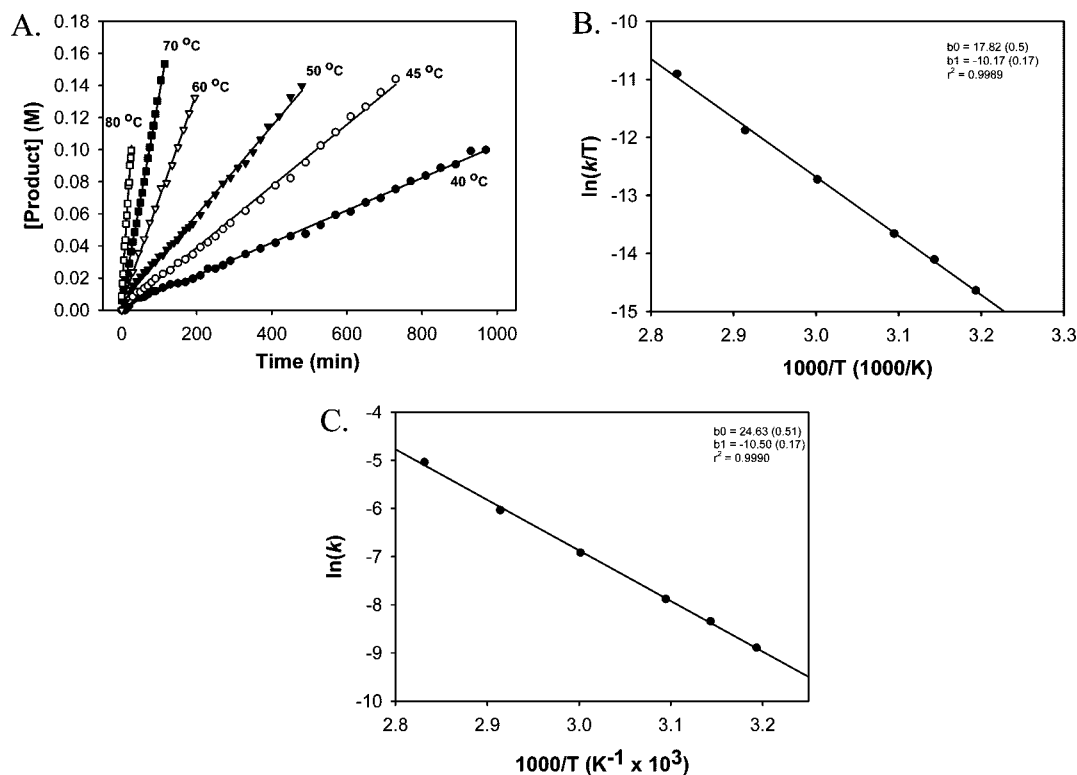 A.
[Product] (M)
0.18
0.16
0.14
0.12
0.10
0.08
0.06
0.04
0.02
0.00
80 °C
70 °C
60 °C
50 °C
45 °C
40 °C
0 200 400 600 800 1000
Time (min)
B.
ln(k/T)
-10
-11
-12
-13
-14
-15
b0 = 17.82 (0.5)
b1 = -10.17 (0.17)
r² = 0.9989
2.8 2.9 3.0 3.1 3.2 3.3
1000/T (1000/K)
C.
ln(k)
-4
-5
-6
-7
-8
-9
-10
b0 = 24.63 (0.51)
b1 = -10.50 (0.17)
r² = 0.9990
2.8 2.9 3.0 3.1 3.2
1000/T (K⁻¹ x 10³)